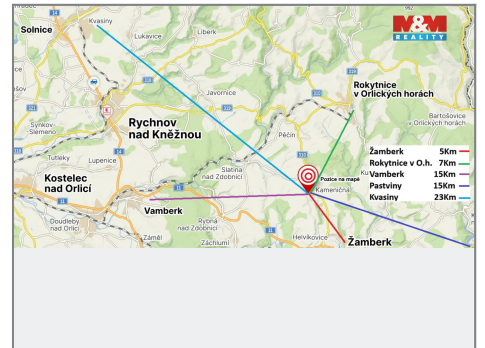 Kvasiny
Solnice
Lukavice
Liberk
M&M
REALITY
Rokytnice
v Orlických horách
Javornice
Bartošovice
v Orlických horách
Rychnov
nad Kněžnou
Synkov-
Slemeno
Pěčín
Žamberk 5Km
Rokytnice v O.h. 7Km
Vamberk 15Km
Pastviny 15Km
Kvasiny 23Km
Tutleky
Lupenice
Slatina
nad Zdobnicí
Pozice na mapě
Kameničná
Kostelec
nad Orlicí
Vamberk
Doudleby
nad Orlicí
Rybná
nad Zdobnicí
Záměl
Záchlumí
Helvíkovice
Žamberk